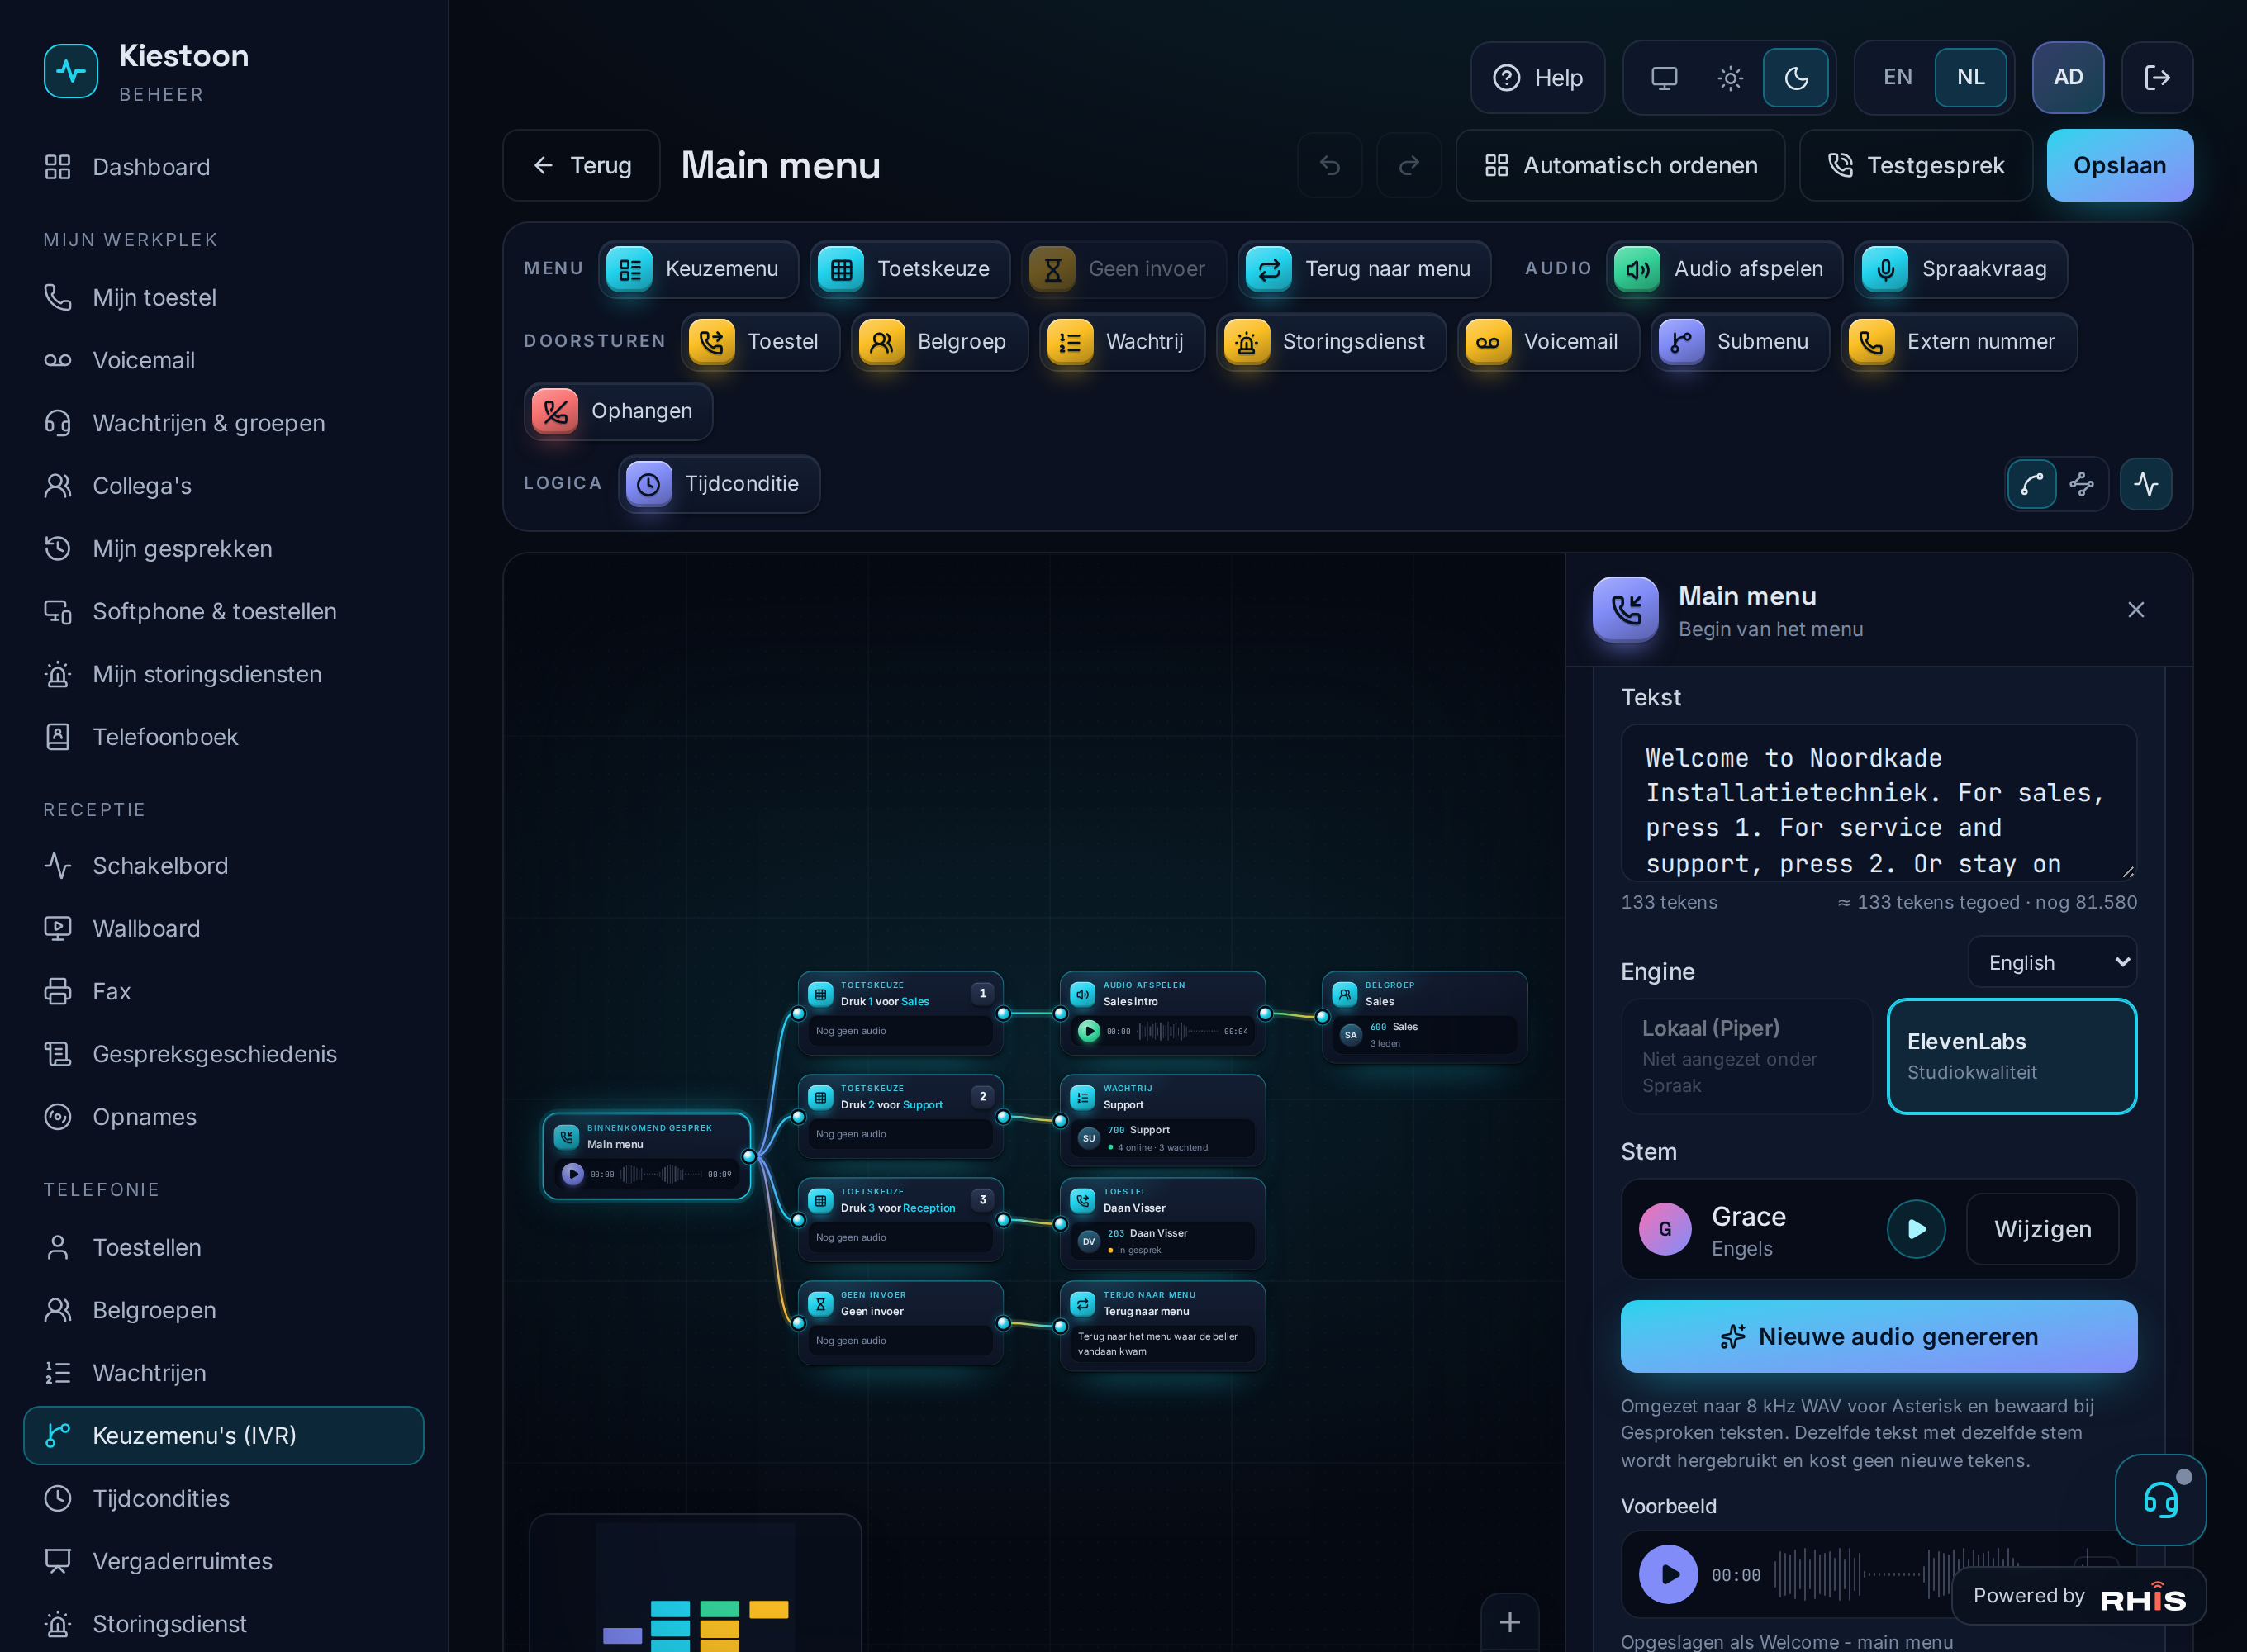 Kiestoon
BEHEER
Dashboard
MIJN WERKPLEK
Mijn toestel
Voicemail
Wachtrijen & groepen
Collega's
Mijn gesprekken
Softphone & toestellen
Mijn storingsdiensten
Telefoonboek
RECEPTIE
Schakelbord
Wallboard
Fax
Gespreksgeschiedenis
Opnames
TELEFONIE
Toestellen
Belgroepen
Wachtrijen
Keuzemenu's (IVR)
Tijdcondities
Vergaderruimtes
Storingsdienst
Help
EN
NL
AD
Terug
Main menu
Automatisch ordenen
Testgesprek
Opslaan
MENU
Keuzemenu
Toetskeuze
Geen invoer
Terug naar menu
AUDIO
Audio afspelen
Spraakvraag
DOORSTUREN
Toestel
Belgroep
Wachtrij
Storingsdienst
Voicemail
Submenu
Extern nummer
Ophangen
LOGICA
Tijdconditie
BINNENKOMEND GESPREK
Main menu
00:00
00:09
TOETSKEUZE
Druk 1 voor Sales
1
Nog geen audio
AUDIO AFSPELEN
Sales intro
00:00
00:04
BELGROEP
Sales
SA
600 Sales
3 leden
TOETSKEUZE
Druk 2 voor Support
2
Nog geen audio
WACHTRIJ
Support
SU
700 Support
4 online · 3 wachtend
TOETSKEUZE
Druk 3 voor Reception
3
Nog geen audio
TOESTEL
Daan Visser
DV
203 Daan Visser
In gesprek
GEEN INVOER
Geen invoer
Nog geen audio
TERUG NAAR MENU
Terug naar menu
Terug naar het menu waar de beller
vandaan kwam
Main menu
Begin van het menu
Tekst
Welcome to Noordkade
Installatietechniek. For sales,
press 1. For service and
support, press 2. Or stay on
133 tekens
≈ 133 tekens tegoed · nog 81.580
Engine
English
Lokaal (Piper)
Niet aangezet onder
Spraak
ElevenLabs
Studiokwaliteit
Stem
G
Grace
Engels
Wijzigen
Nieuwe audio genereren
Omgezet naar 8 kHz WAV voor Asterisk en bewaard bij
Gesproken teksten. Dezelfde tekst met dezelfde stem
wordt hergebruikt en kost geen nieuwe tekens.
Voorbeeld
00:00
Powered by RHiS
Opgeslagen als Welcome - main menu